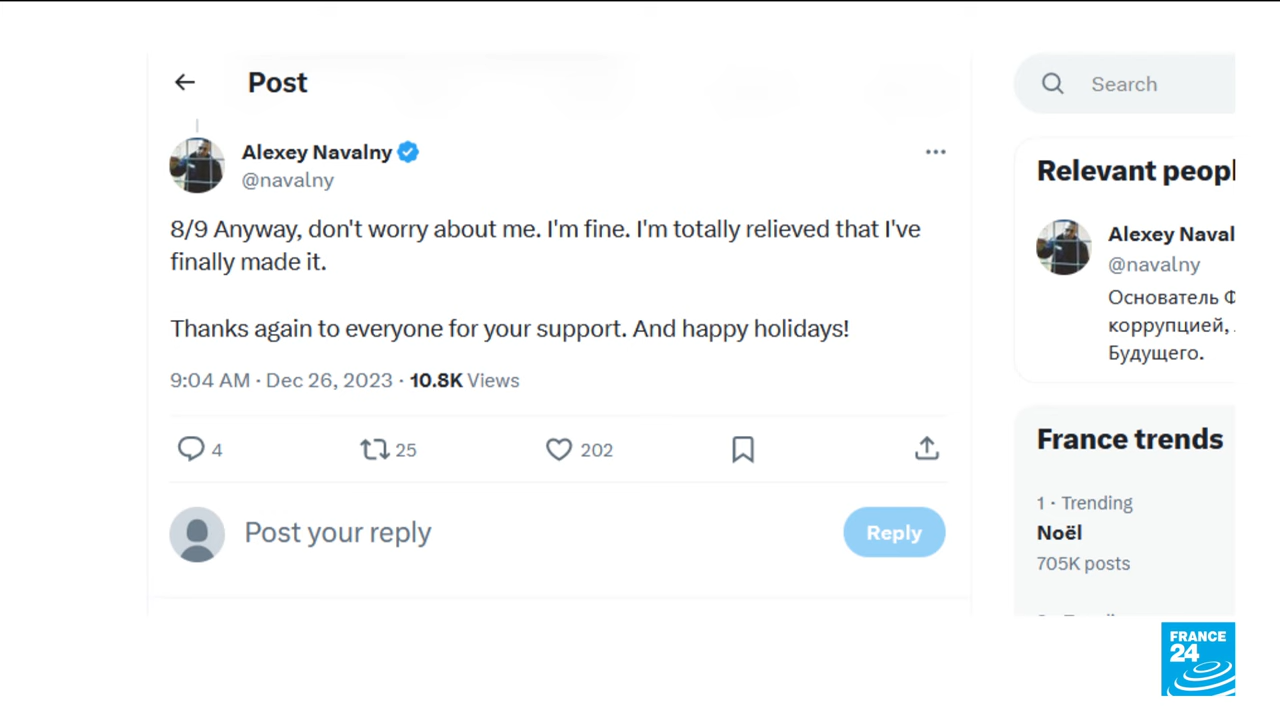 Post
Search
Alexey Navalny
@navalny
8/9 Anyway, don't worry about me. I'm fine. I'm totally relieved that I've
finally made it.
Thanks again to everyone for your support. And happy holidays!
9:04 AM · Dec 26, 2023 · 10.8K Views
4 25 202
Post your reply
Reply
Relevant peopl
Alexey Naval
@navalny
Основатель Ф
коррупцией,
Будущего.
France trends
1 · Trending
Noël
705K posts
FRANCE
24